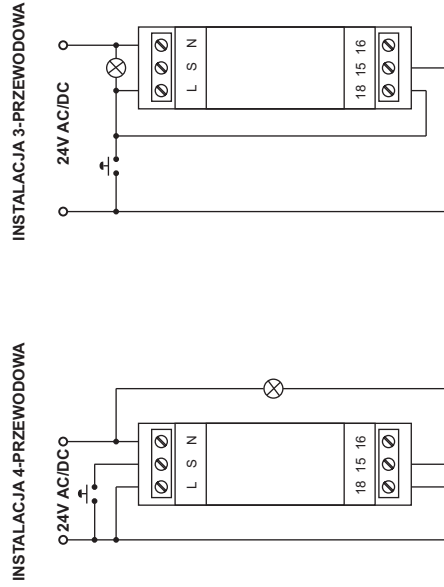 INSTALACJA 3-PRZEWODOWA
24V AC/DC
L S N
18 15 16
INSTALACJA 4-PRZEWODOWA
24V AC/DC
L S N
18 15 16